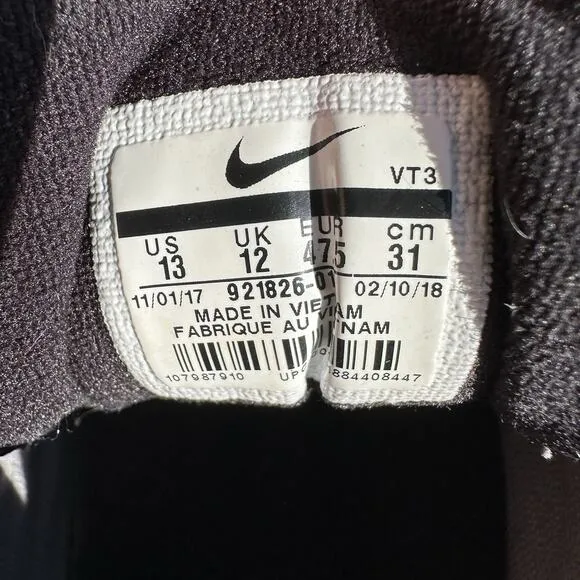 VT3
US UK EUR cm
13 12 475 31
11/01/17 921826-01 02/10/18
MADE IN VIETNAM
FABRIQUE AU
107987910 UPC 884408447